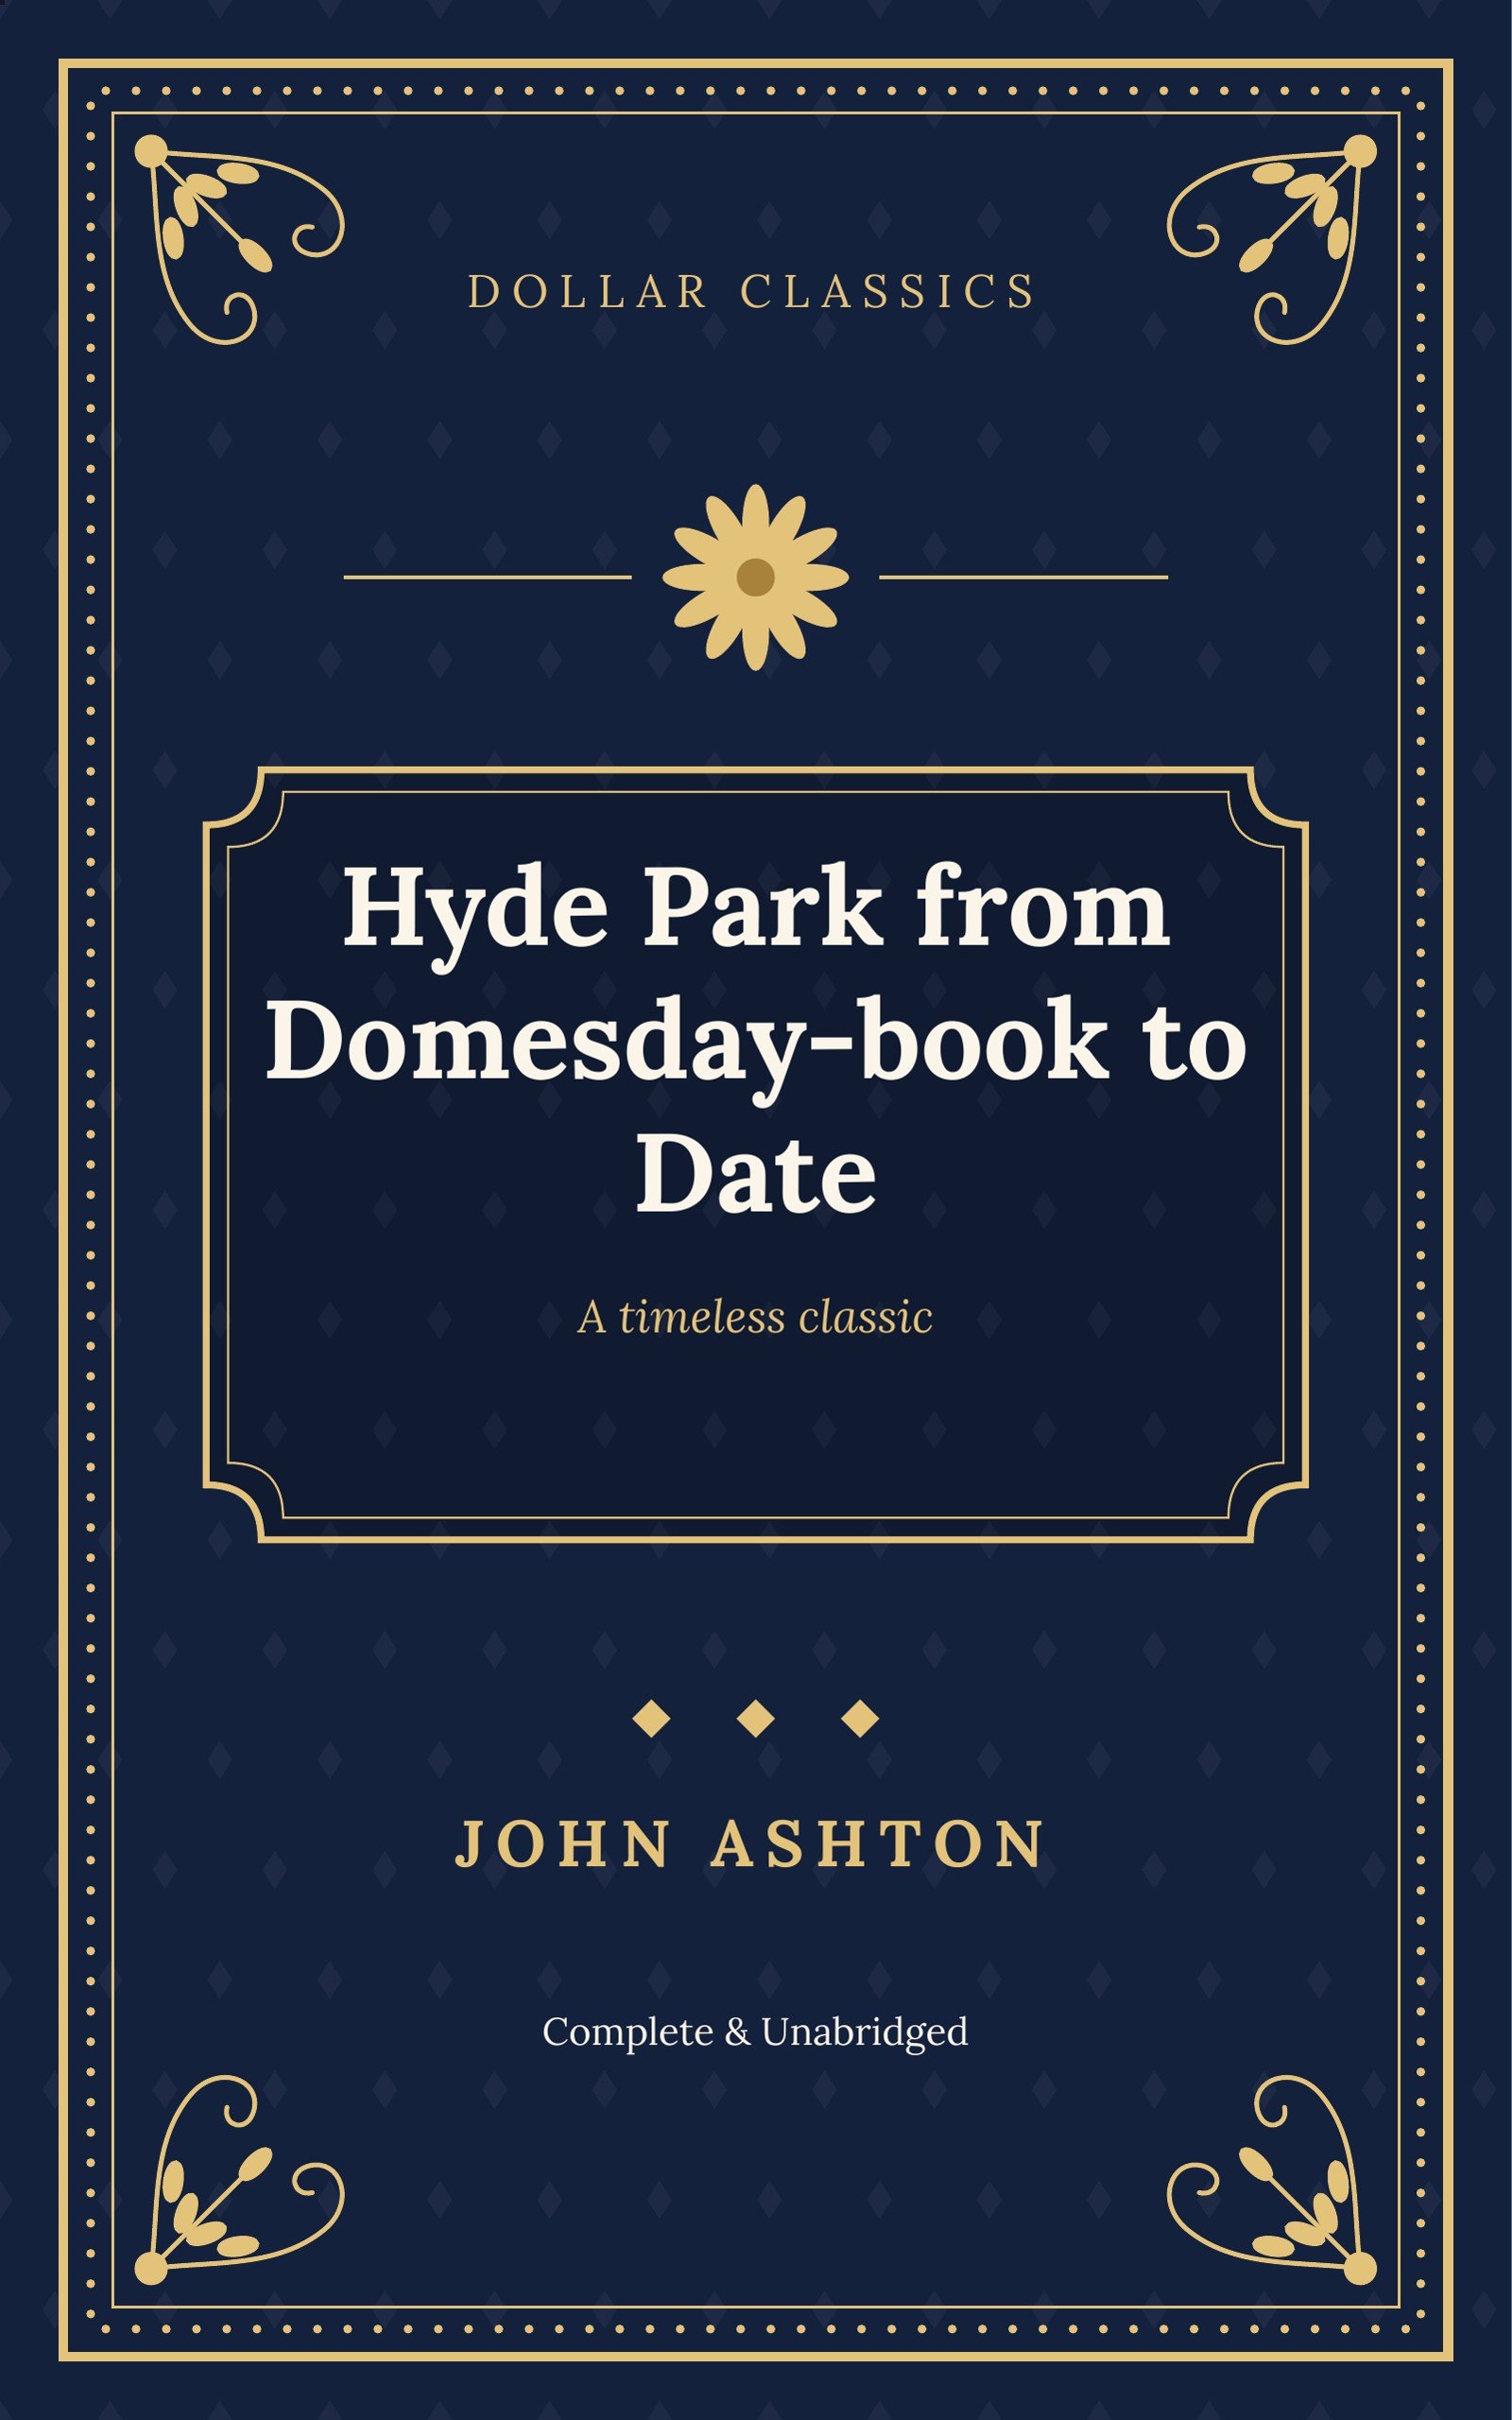 DOLLAR CLASSICS
Hyde Park from
Domesday-book to
Date
A timeless classic
JOHN ASHTON
Complete & Unabridged